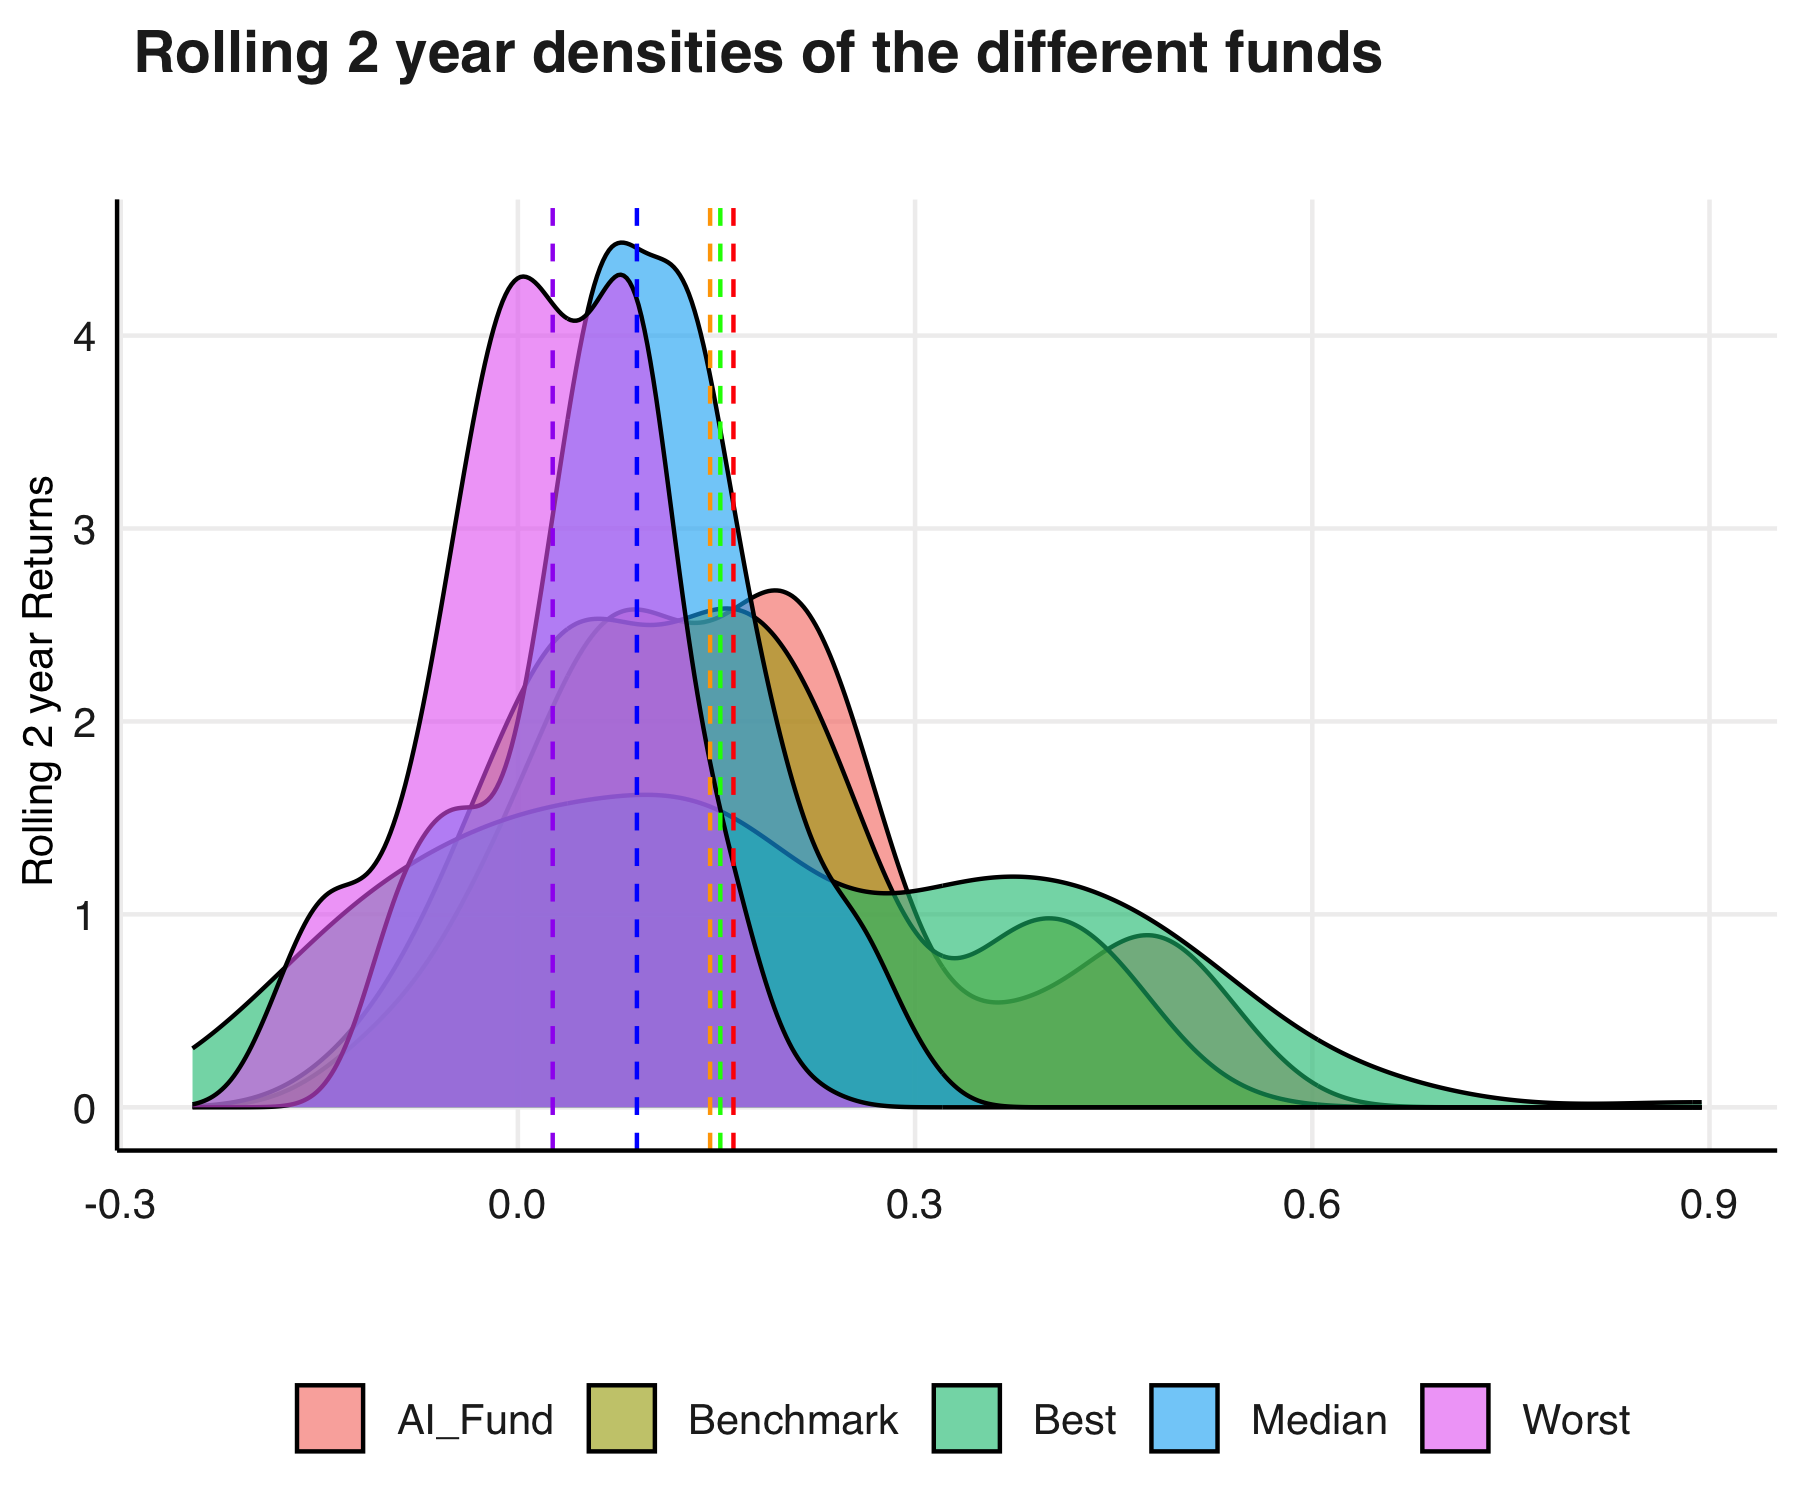 Rolling 2 year densities of the different funds
Rolling 2 year Returns
4
3
2
1
0
-0.3 0.0 0.3 0.6 0.9
AI_Fund Benchmark Best Median Worst